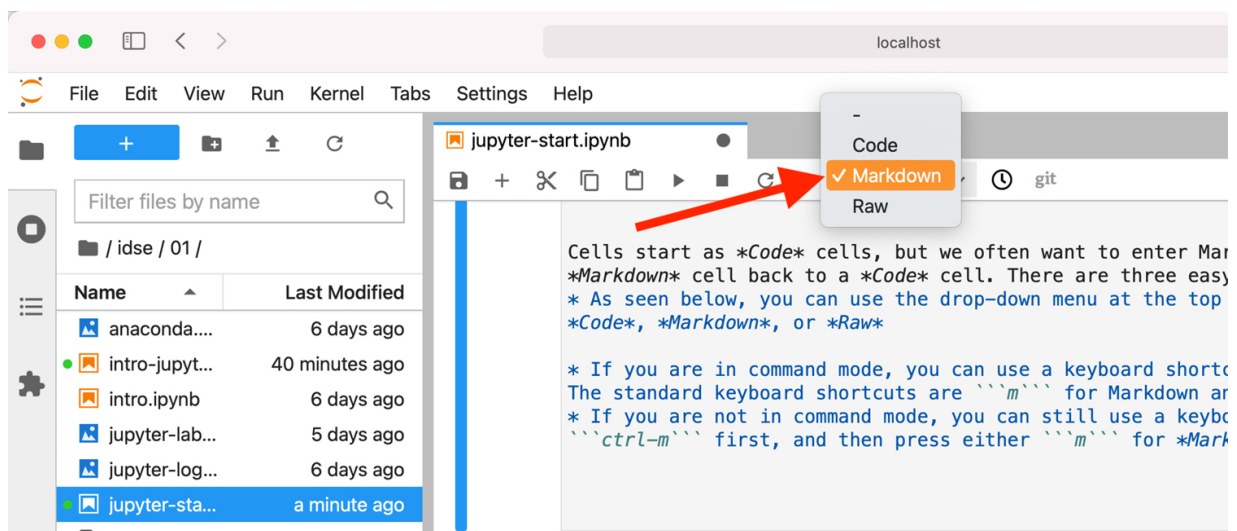 localhost
File Edit View Run Kernel Tabs Settings Help
-
Code
✓ Markdown
Raw
+
jupyter-start.ipynb
git
Filter files by name
/ idse / 01 /
Name Last Modified
anaconda.... 6 days ago
intro-jupyt... 40 minutes ago
intro.ipynb 6 days ago
jupyter-lab... 5 days ago
jupyter-log... 6 days ago
jupyter-sta... a minute ago
Cells start as *Code* cells, but we often want to enter Mar
*Markdown* cell back to a *Code* cell. There are three easy
* As seen below, you can use the drop-down menu at the top
*Code*, *Markdown*, or *Raw*
* If you are in command mode, you can use a keyboard shortc
The standard keyboard shortcuts are ```m``` for Markdown an
* If you are not in command mode, you can still use a keybo
```ctrl-m``` first, and then press either ```m``` for *Mark